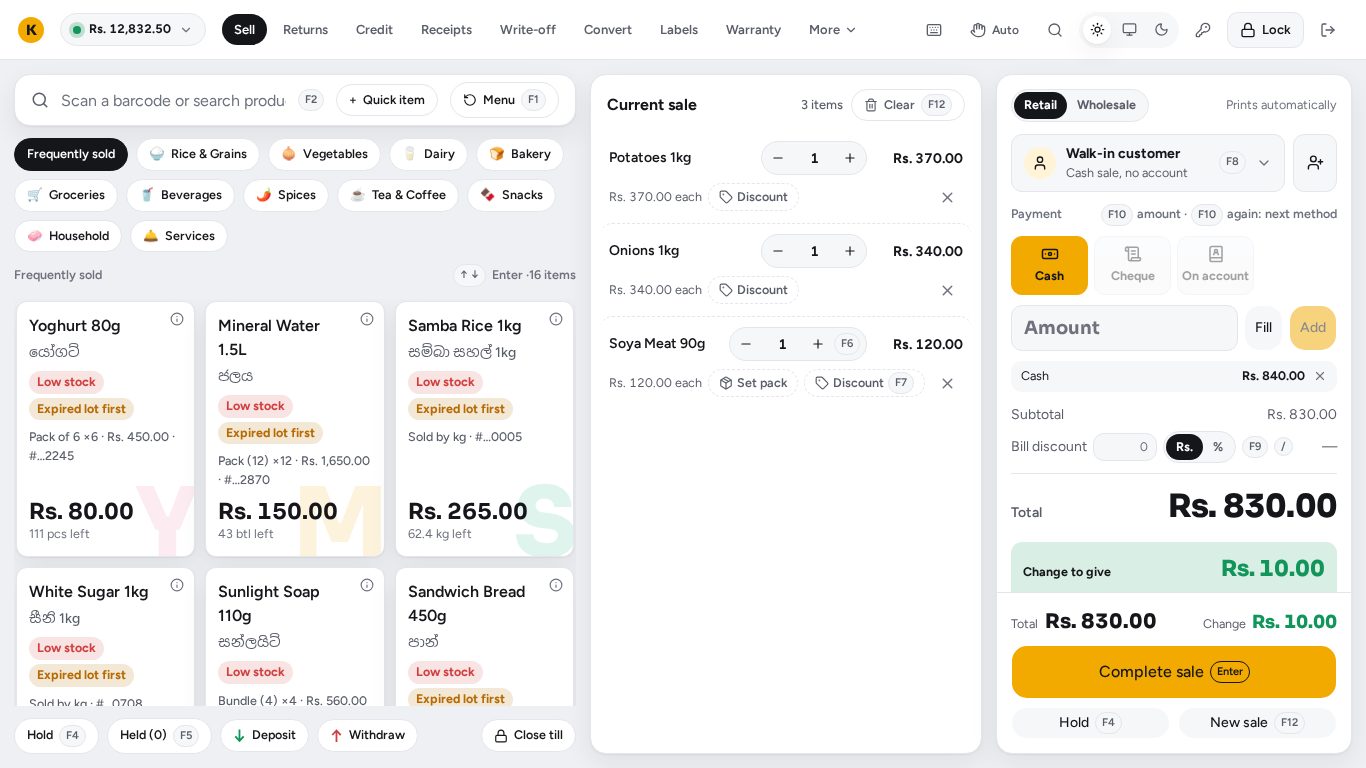 K
Rs. 12,832.50
Sell
Returns
Credit
Receipts
Write-off
Convert
Labels
Warranty
More
Auto
Lock
Scan a barcode or search produ
F2
+ Quick item
Menu F1
Frequently sold
Rice & Grains
Vegetables
Dairy
Bakery
Groceries
Beverages
Spices
Tea & Coffee
Snacks
Household
Services
Frequently sold
↑↓ Enter ·16 items
Yoghurt 80g
යෝගට්
Low stock
Expired lot first
Pack of 6 ×6 · Rs. 450.00 ·
#…2245
Y
Rs. 80.00
111 pcs left
Mineral Water
1.5L
ජලය
Low stock
Expired lot first
Pack (12) ×12 · Rs. 1,650.00
· #…2870
M
Rs. 150.00
43 btl left
Samba Rice 1kg
සම්බා සහල් 1kg
Low stock
Expired lot first
Sold by kg · #…0005
S
Rs. 265.00
62.4 kg left
White Sugar 1kg
සීනි 1kg
Low stock
Expired lot first
Sold by kg · #…0708
Sunlight Soap
110g
සන්ලයිට්
Low stock
Bundle (4) ×4 · Rs. 560.00
Sandwich Bread
450g
පාන්
Low stock
Expired lot first
Hold F4
Held (0) F5
Deposit
Withdraw
Close till
Current sale
3 items
Clear F12
Potatoes 1kg
− 1 +
Rs. 370.00
Rs. 370.00 each
Discount
Onions 1kg
− 1 +
Rs. 340.00
Rs. 340.00 each
Discount
Soya Meat 90g
− 1 + F6
Rs. 120.00
Rs. 120.00 each
Set pack
Discount F7
Retail
Wholesale
Prints automatically
Walk-in customer
Cash sale, no account
F8
Payment
F10 amount · F10 again: next method
Cash
Cheque
On account
Amount
Fill
Add
Cash
Rs. 840.00
Subtotal
Rs. 830.00
Bill discount
0
Rs.
%
F9
/
—
Total
Rs. 830.00
Change to give
Rs. 10.00
Total Rs. 830.00
Change Rs. 10.00
Complete sale Enter
Hold F4
New sale F12